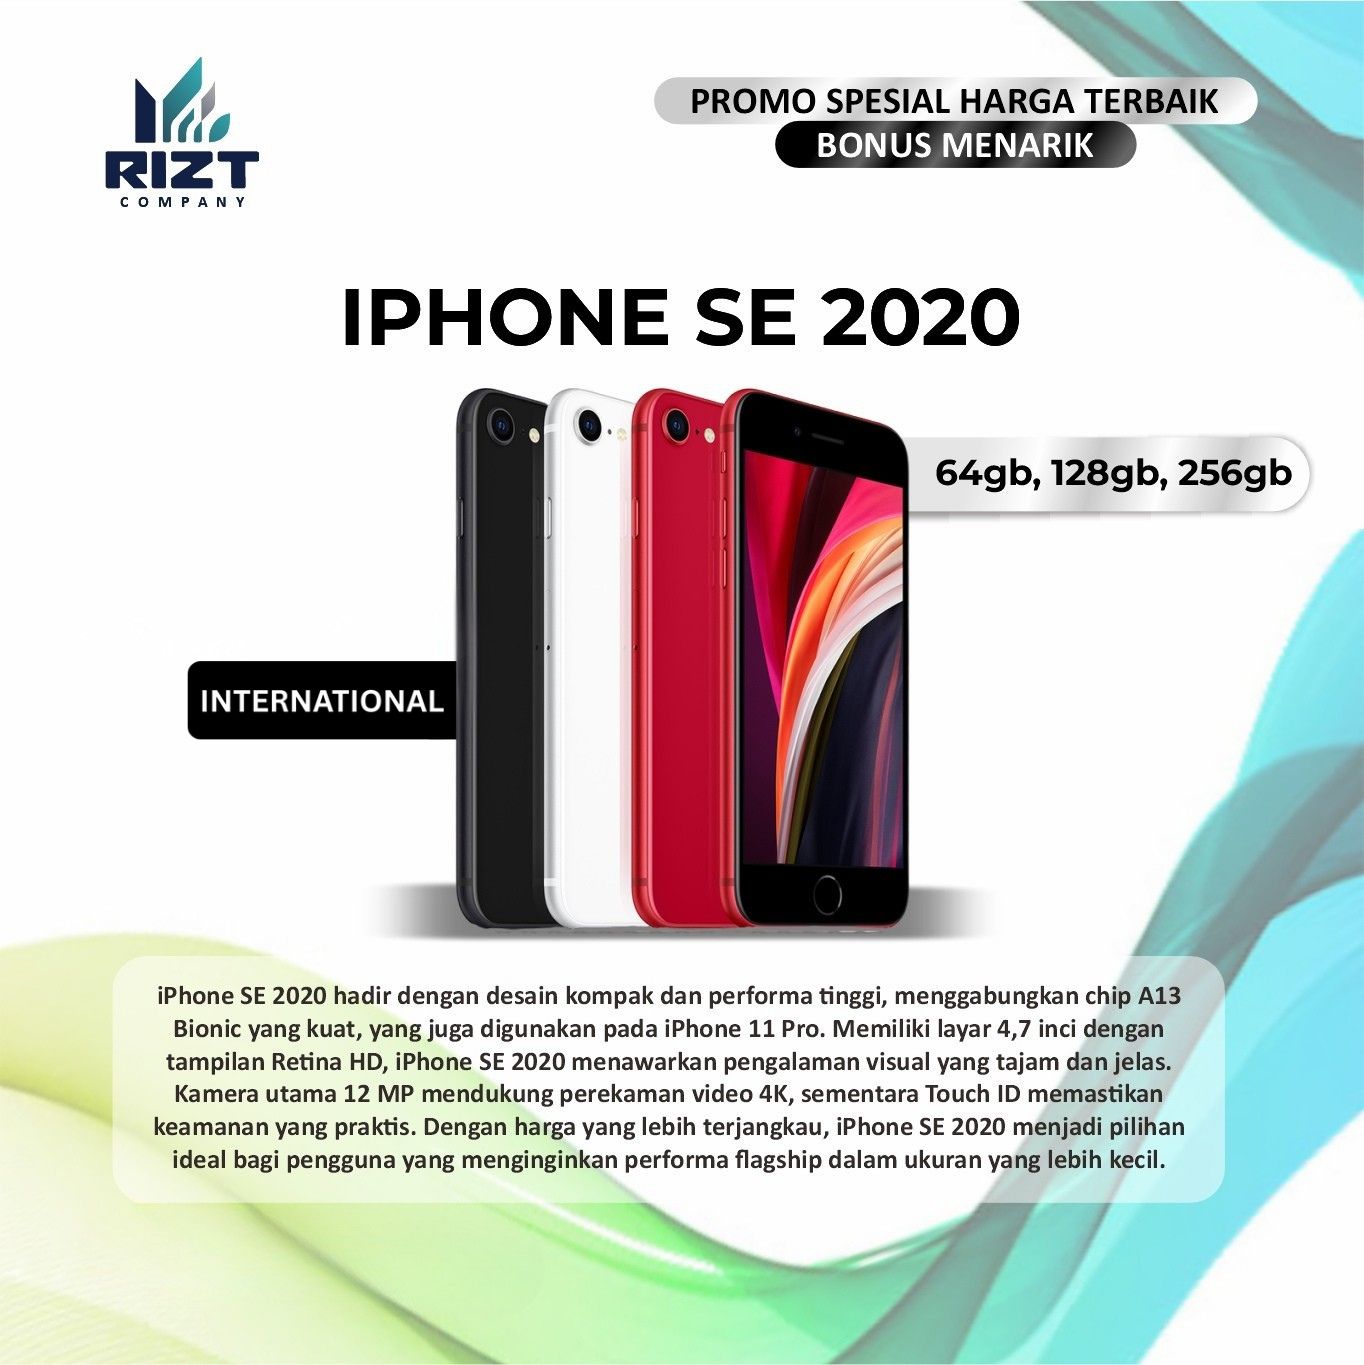 RIZT
COMPANY
PROMO SPESIAL HARGA TERBAIK
BONUS MENARIK
IPHONE SE 2020
64gb, 128gb, 256gb
INTERNATIONAL
iPhone SE 2020 hadir dengan desain kompak dan performa tinggi, menggabungkan chip A13
Bionic yang kuat, yang juga digunakan pada iPhone 11 Pro. Memiliki layar 4,7 inci dengan
tampilan Retina HD, iPhone SE 2020 menawarkan pengalaman visual yang tajam dan jelas.
Kamera utama 12 MP mendukung perekaman video 4K, sementara Touch ID memastikan
keamanan yang praktis. Dengan harga yang lebih terjangkau, iPhone SE 2020 menjadi pilihan
ideal bagi pengguna yang menginginkan performa flagship dalam ukuran yang lebih kecil.